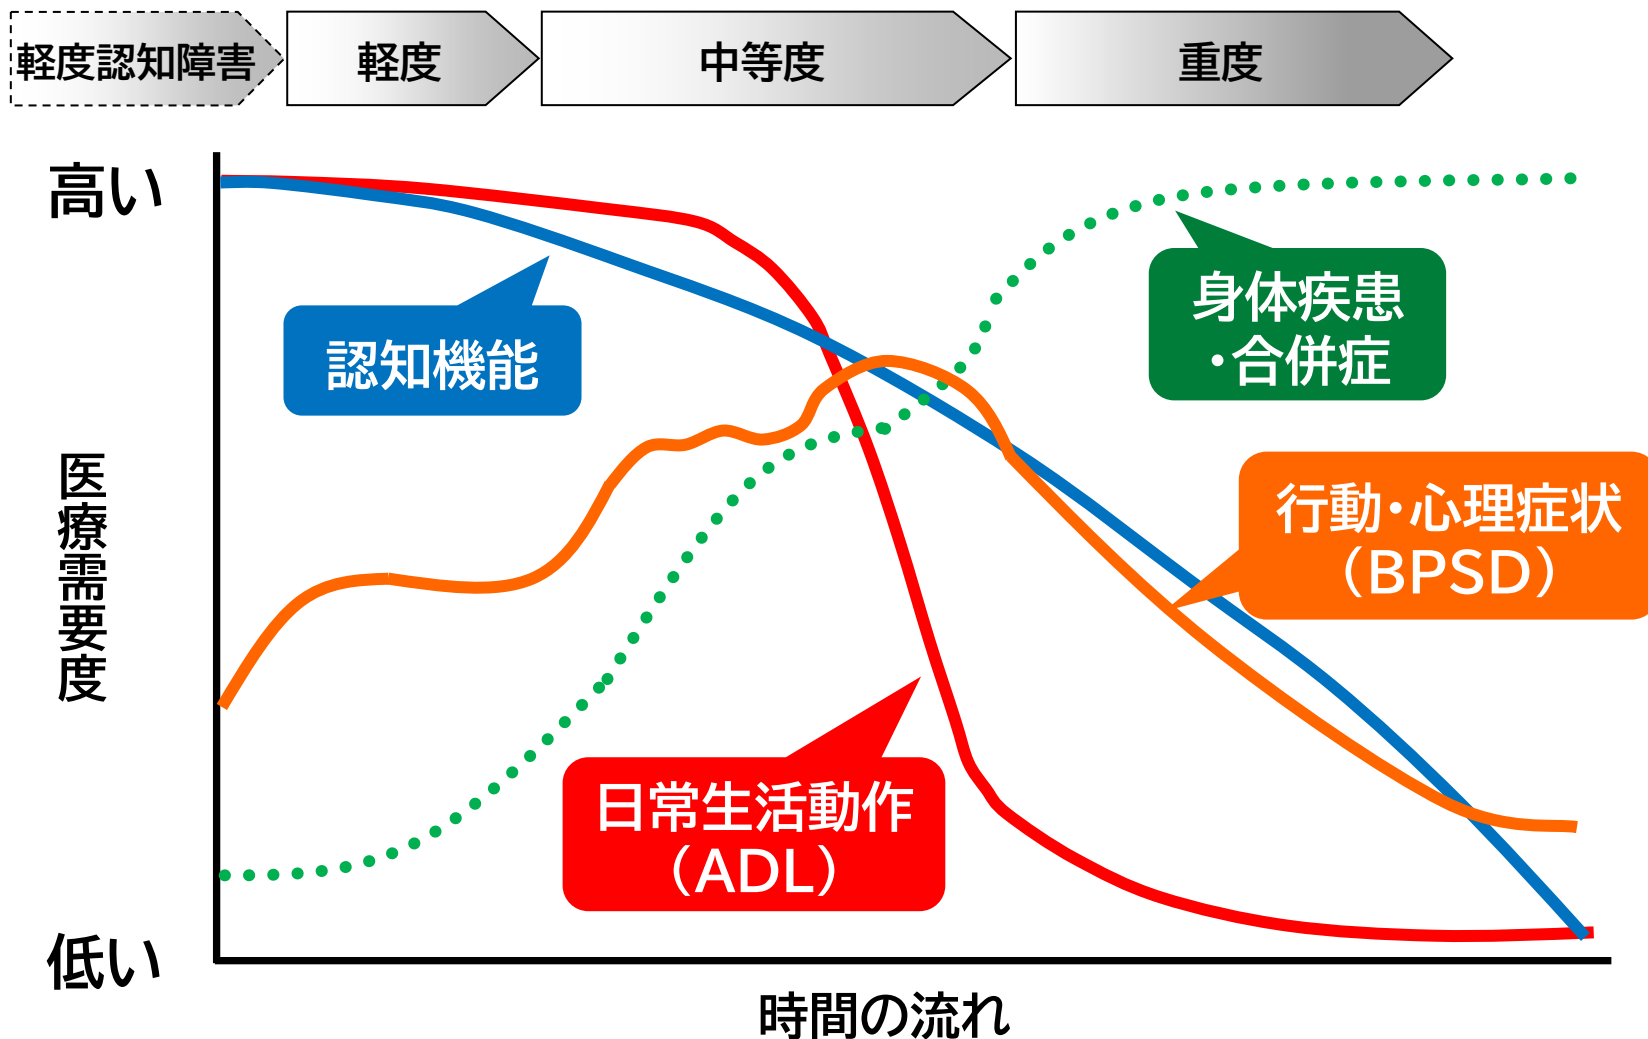 軽度認知障害
軽度
中等度
重度
高い
認知機能
身体疾患
・合併症
医療需要度
行動・心理症状
（BPSD）
日常生活動作
（ADL）
低い
時間の流れ